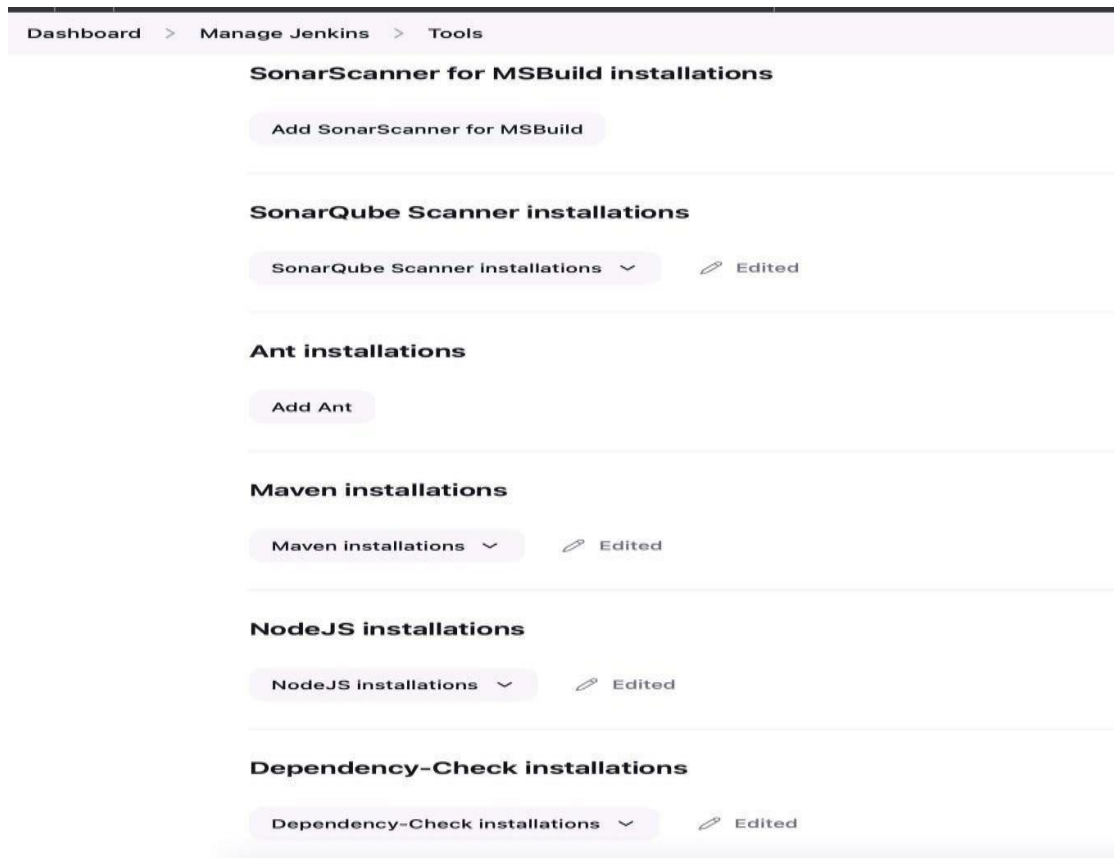 Dashboard > Manage Jenkins > Tools
SonarScanner for MSBuild installations
Add SonarScanner for MSBuild
SonarQube Scanner installations
SonarQube Scanner installations Edited
Ant installations
Add Ant
Maven installations
Maven installations Edited
NodeJS installations
NodeJS installations Edited
Dependency-Check installations
Dependency-Check installations Edited